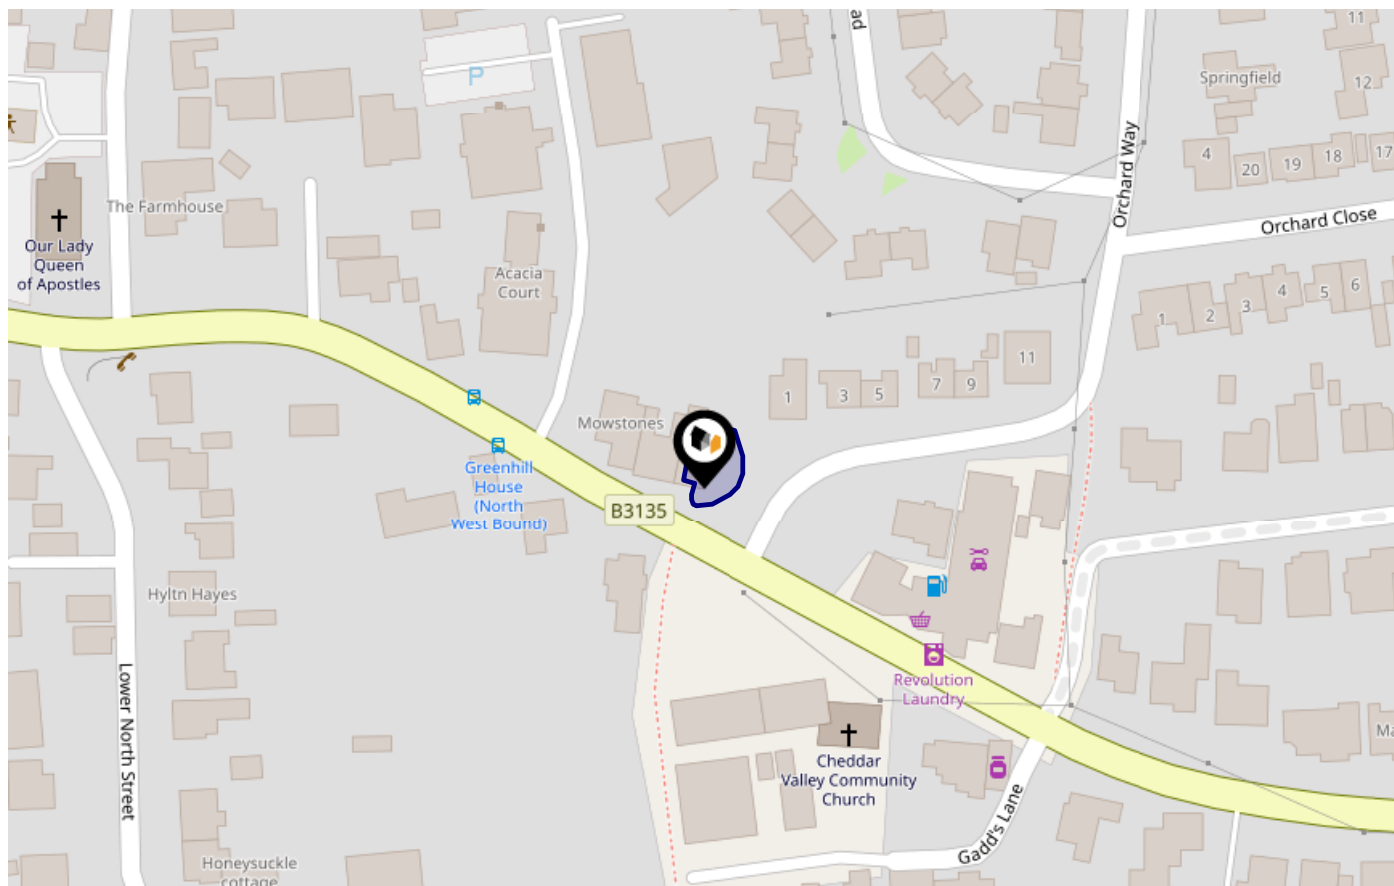 ad
11
P
Springfield
12
Orchard Way
4
20
19
18
17
The Farmhouse
Orchard Close
Our Lady
Queen
of Apostles
Acacia
Court
1
2
3
4
5
6
1
3
5
7
9
11
Mowstones
Greenhill
House
(North
West Bound)
B3135
Hyltn Hayes
Lower North Street
Revolution
Laundry
Ma
Cheddar
Valley Community
Church
Gadd's Lane
Honeysuckle
cottage